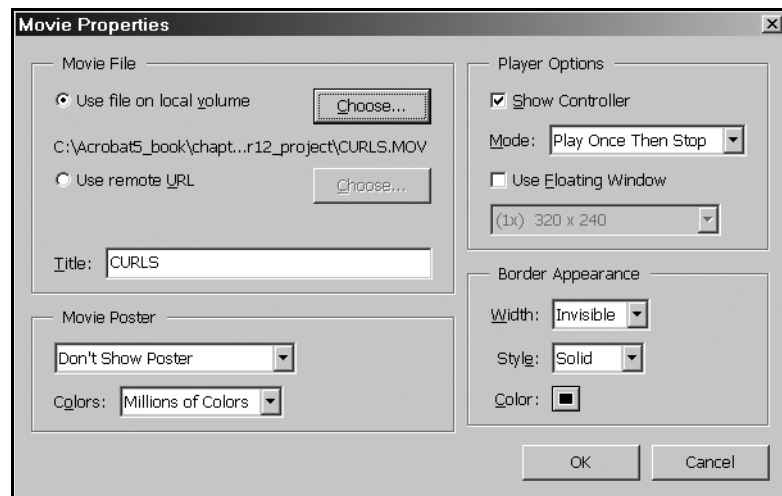 Movie Properties
Movie File
Use file on local volume
Choose...
C:\Acrobat5_book\chapt...r12_project\CURLS.MOV
Use remote URL
Choose...
Title: CURLS
Movie Poster
Don't Show Poster
Colors: Millions of Colors
Player Options
Show Controller
Mode: Play Once Then Stop
Use Floating Window
(1x) 320 x 240
Border Appearance
Width: Invisible
Style: Solid
Color:
OK
Cancel